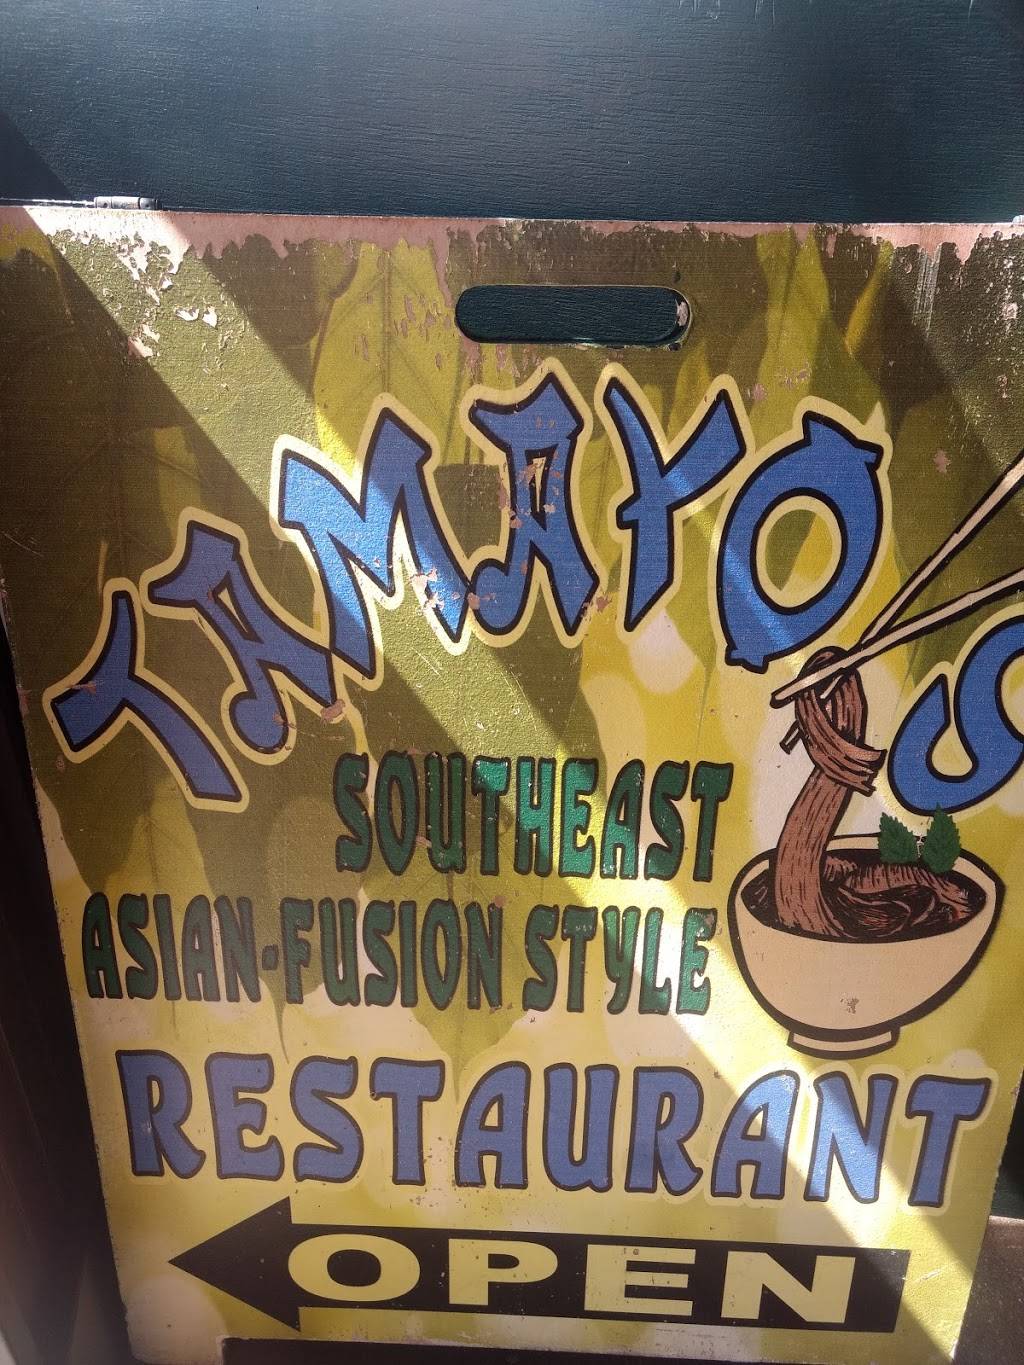 TAMAYO S
SOUTHEAST
ASIAN-FUSION STYLE
RESTAURANT
OPEN